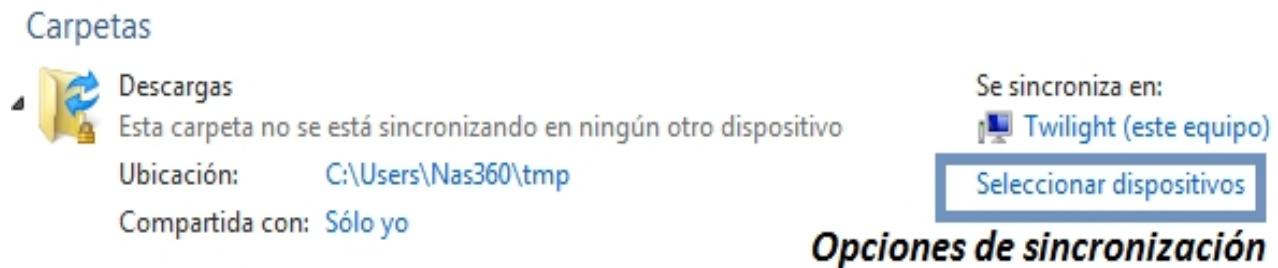 Carpetas
Descargas
Se sincroniza en:
Esta carpeta no se está sincronizando en ningún otro dispositivo
Twilight (este equipo)
Ubicación: C:\Users\Nas360\tmp
Seleccionar dispositivos
Compartida con: Sólo yo
Opciones de sincronización